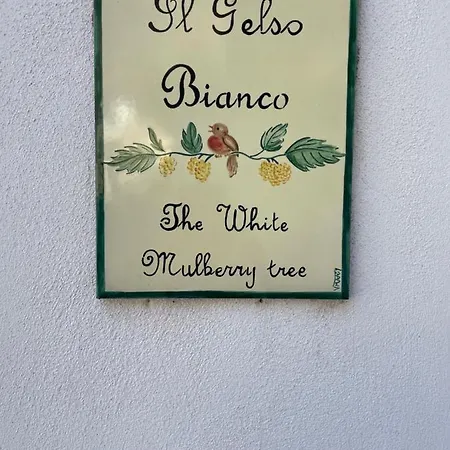 Il Gelso
Bianco
The White
Mulberry tree